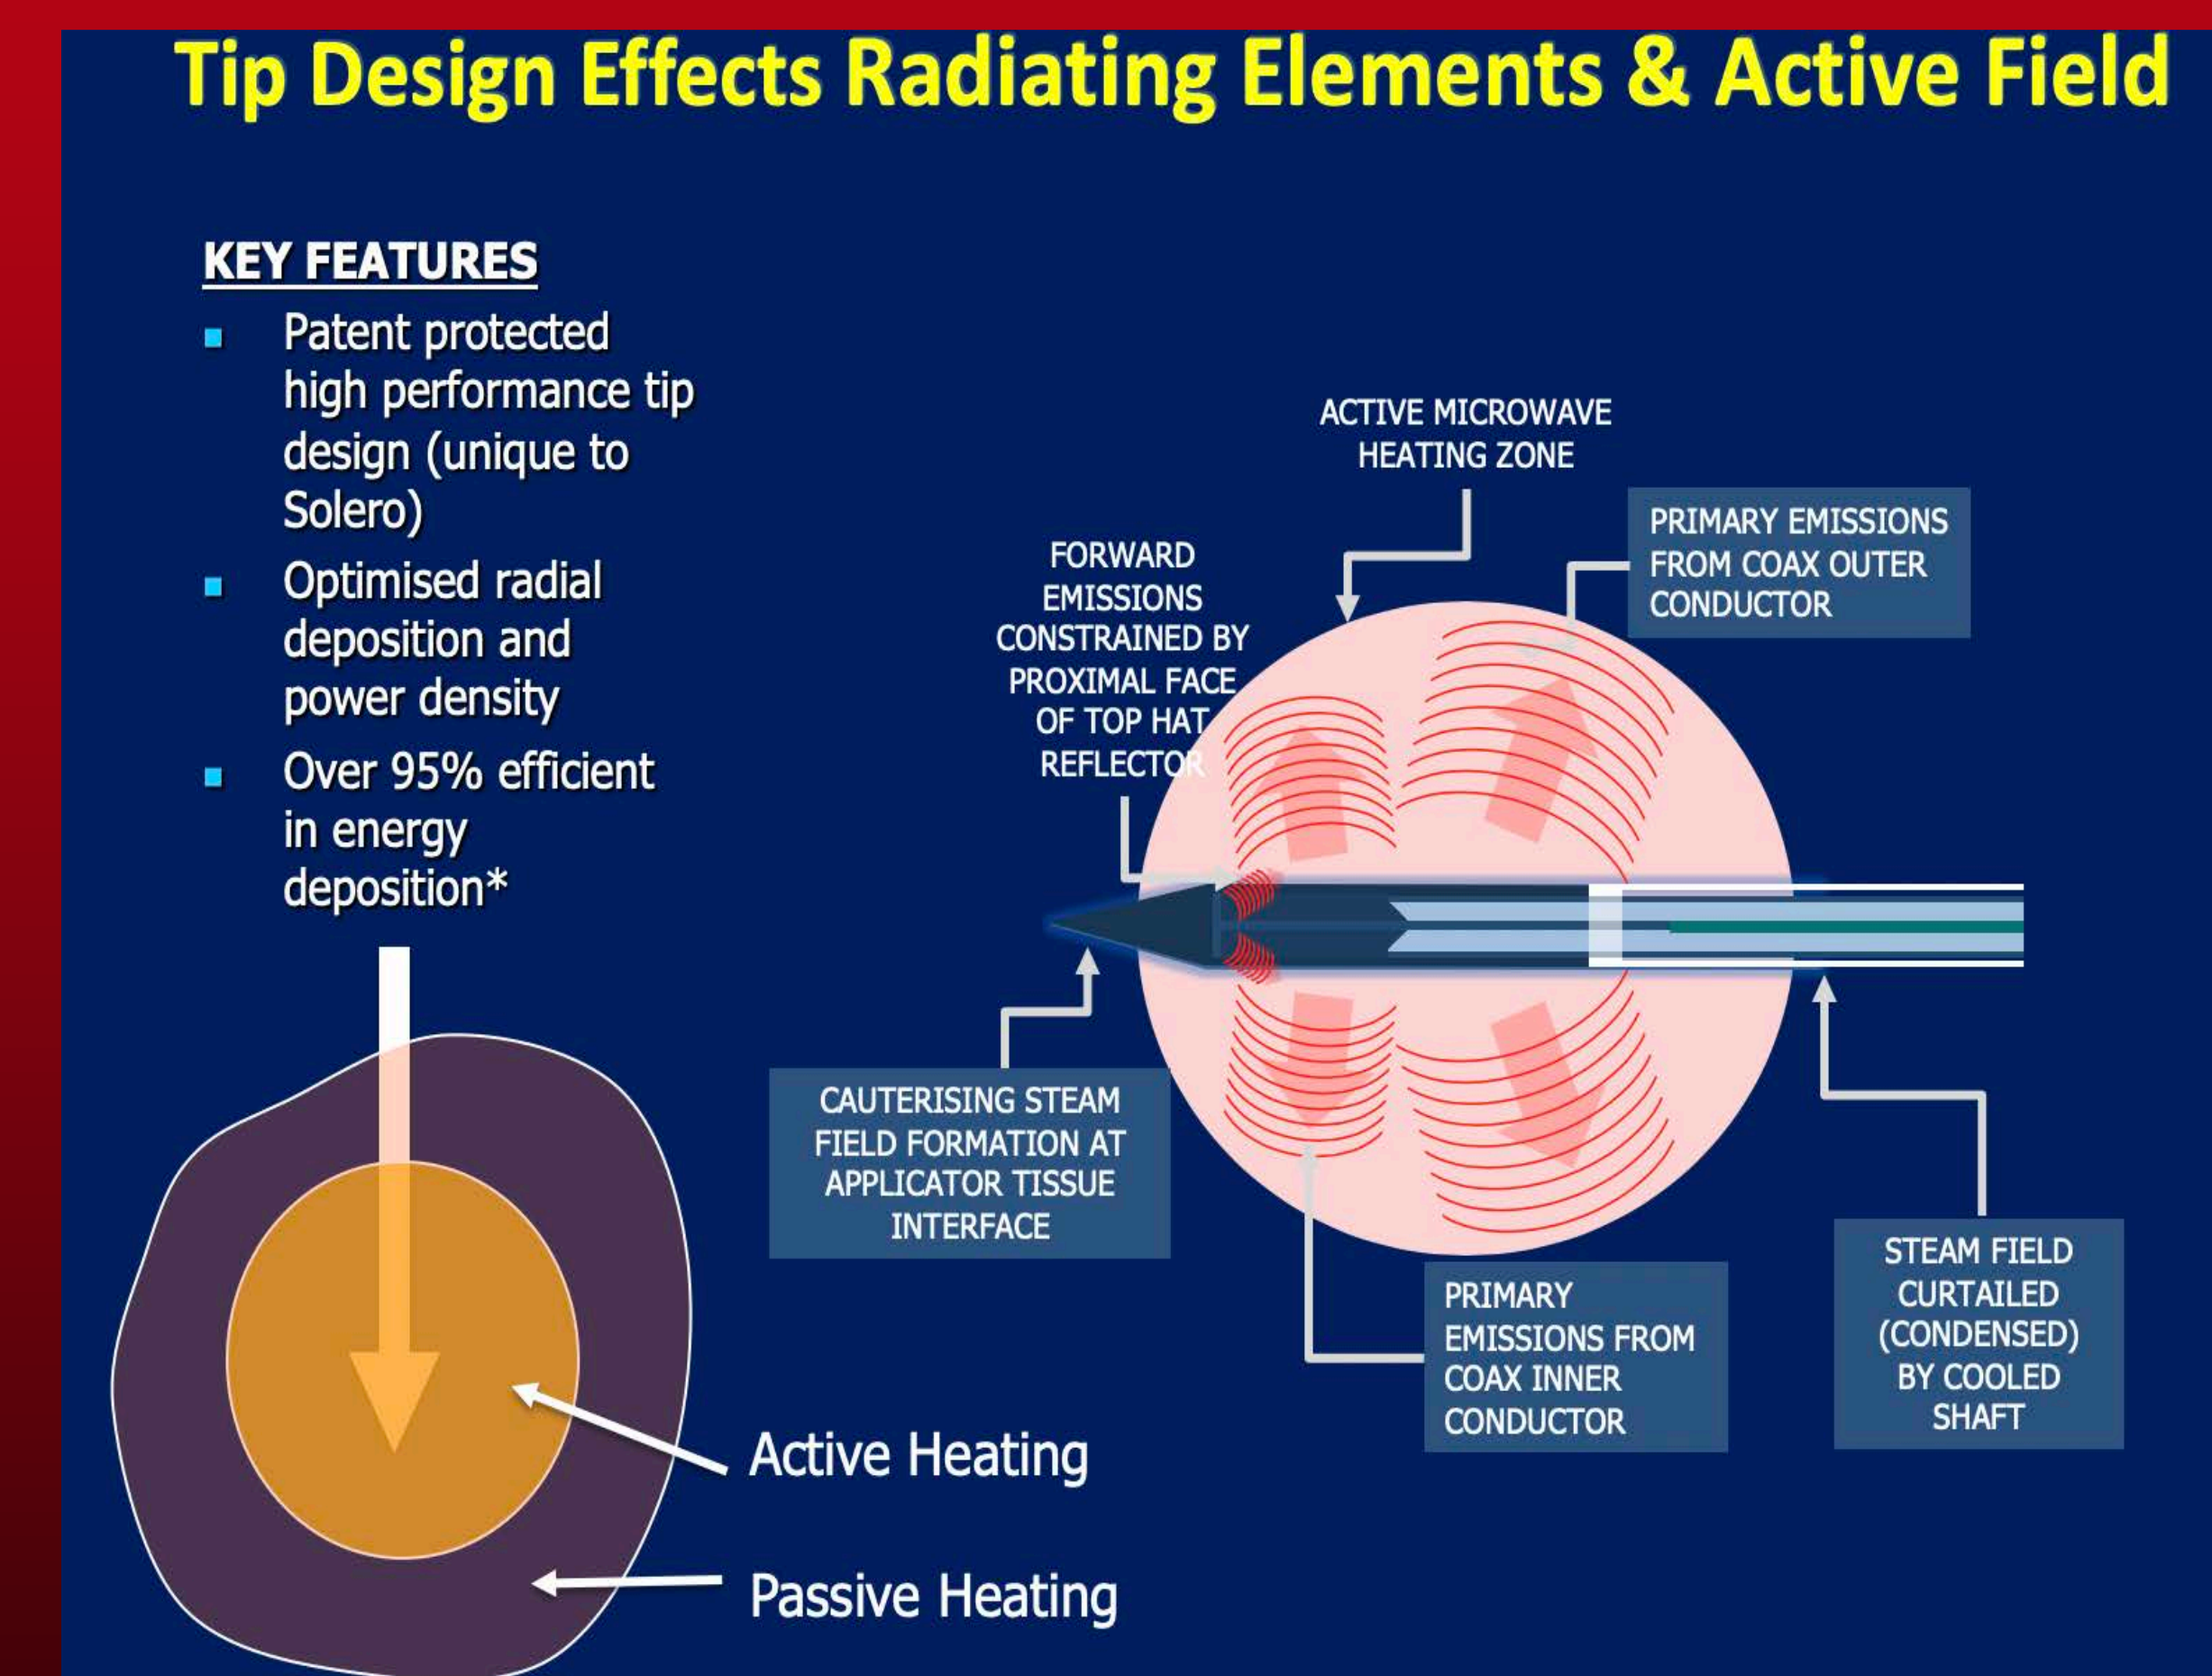 Tip Design Effects Radiating Elements & Active Field
KEY FEATURES
Patent protected
high performance tip
design (unique to
Solero)
Optimised radial
deposition and
power density
Over 95% efficient
in energy
deposition*
ACTIVE MICROWAVE
HEATING ZONE
PRIMARY EMISSIONS
FROM COAX OUTER
CONDUCTOR
FORWARD
EMISSIONS
CONSTRAINED BY
PROXIMAL FACE
OF TOP HAT
REFLECTOR
CAUTERISING STEAM
FIELD FORMATION AT
APPLICATOR TISSUE
INTERFACE
PRIMARY
EMISSIONS FROM
COAX INNER
CONDUCTOR
STEAM FIELD
CURTAILED
(CONDENSED)
BY COOLED
SHAFT
Active Heating
Passive Heating